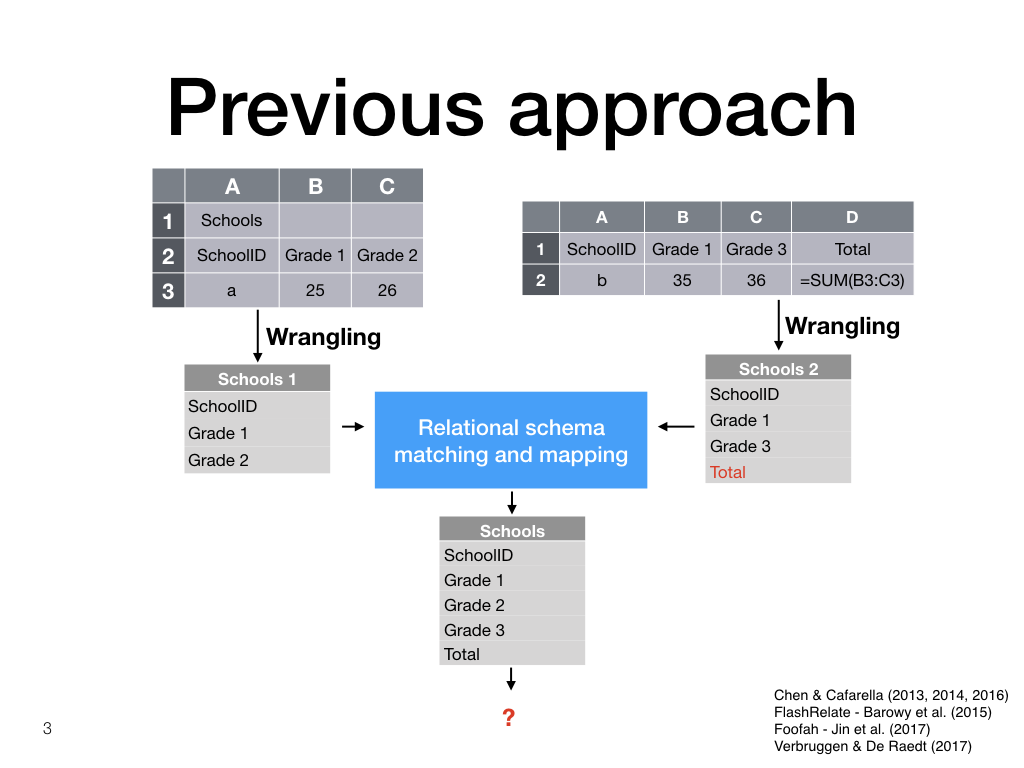 Previous approach
A B C
1 Schools
2 SchoolID Grade 1 Grade 2
3 a 25 26
A B C D
1 SchoolID Grade 1 Grade 3 Total
2 b 35 36 =SUM(B3:C3)
Wrangling
Wrangling
Schools 1
SchoolID
Grade 1
Grade 2
Relational schema
matching and mapping
Schools 2
SchoolID
Grade 1
Grade 3
Total
Schools
SchoolID
Grade 1
Grade 2
Grade 3
Total
?
Chen & Cafarella (2013, 2014, 2016)
FlashRelate - Barowy et al. (2015)
Foofah - Jin et al. (2017)
Verbruggen & De Raedt (2017)
3